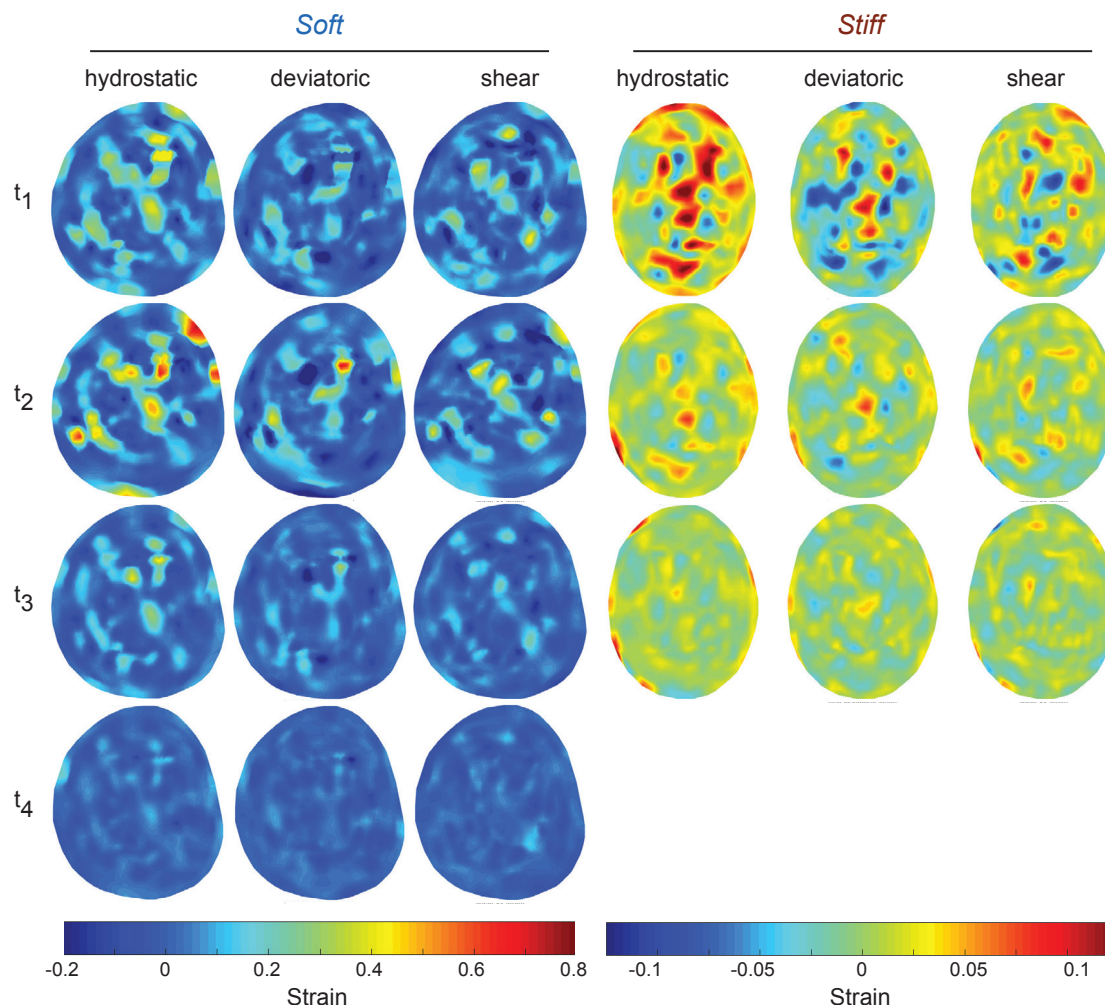 Soft Stiff
hydrostatic deviatoric shear hydrostatic deviatoric shear
t1
t2
t3
t4
-0.2 0 0.2 0.4 0.6 0.8 -0.1 -0.05 0 0.05 0.1
Strain Strain